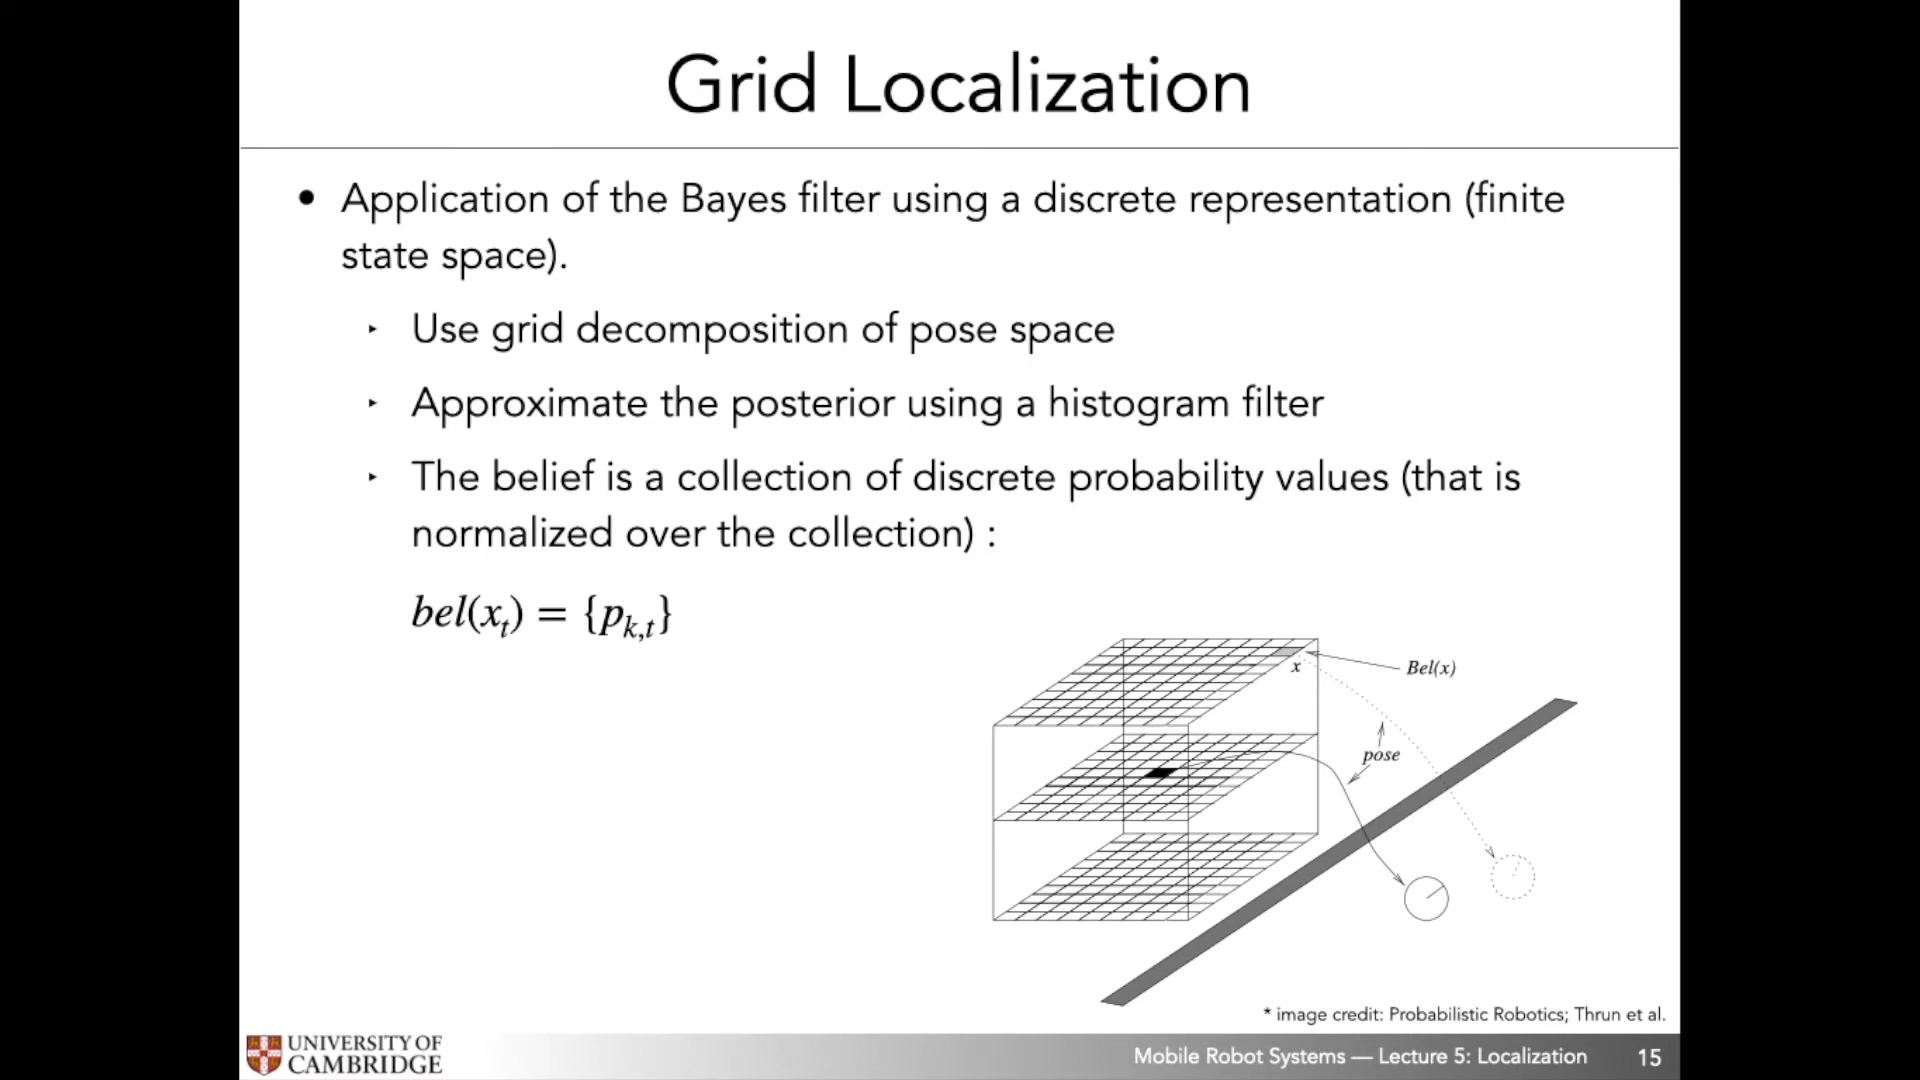 Grid Localization
• Application of the Bayes filter using a discrete representation (finite
state space).
‣ Use grid decomposition of pose space
‣ Approximate the posterior using a histogram filter
‣ The belief is a collection of discrete probability values (that is
normalized over the collection) :
bel(xₜ) = {pₖ,ₜ}
x
Bel(x)
pose
* image credit: Probabilistic Robotics; Thrun et al.
UNIVERSITY OF
CAMBRIDGE
Mobile Robot Systems — Lecture 5: Localization 15